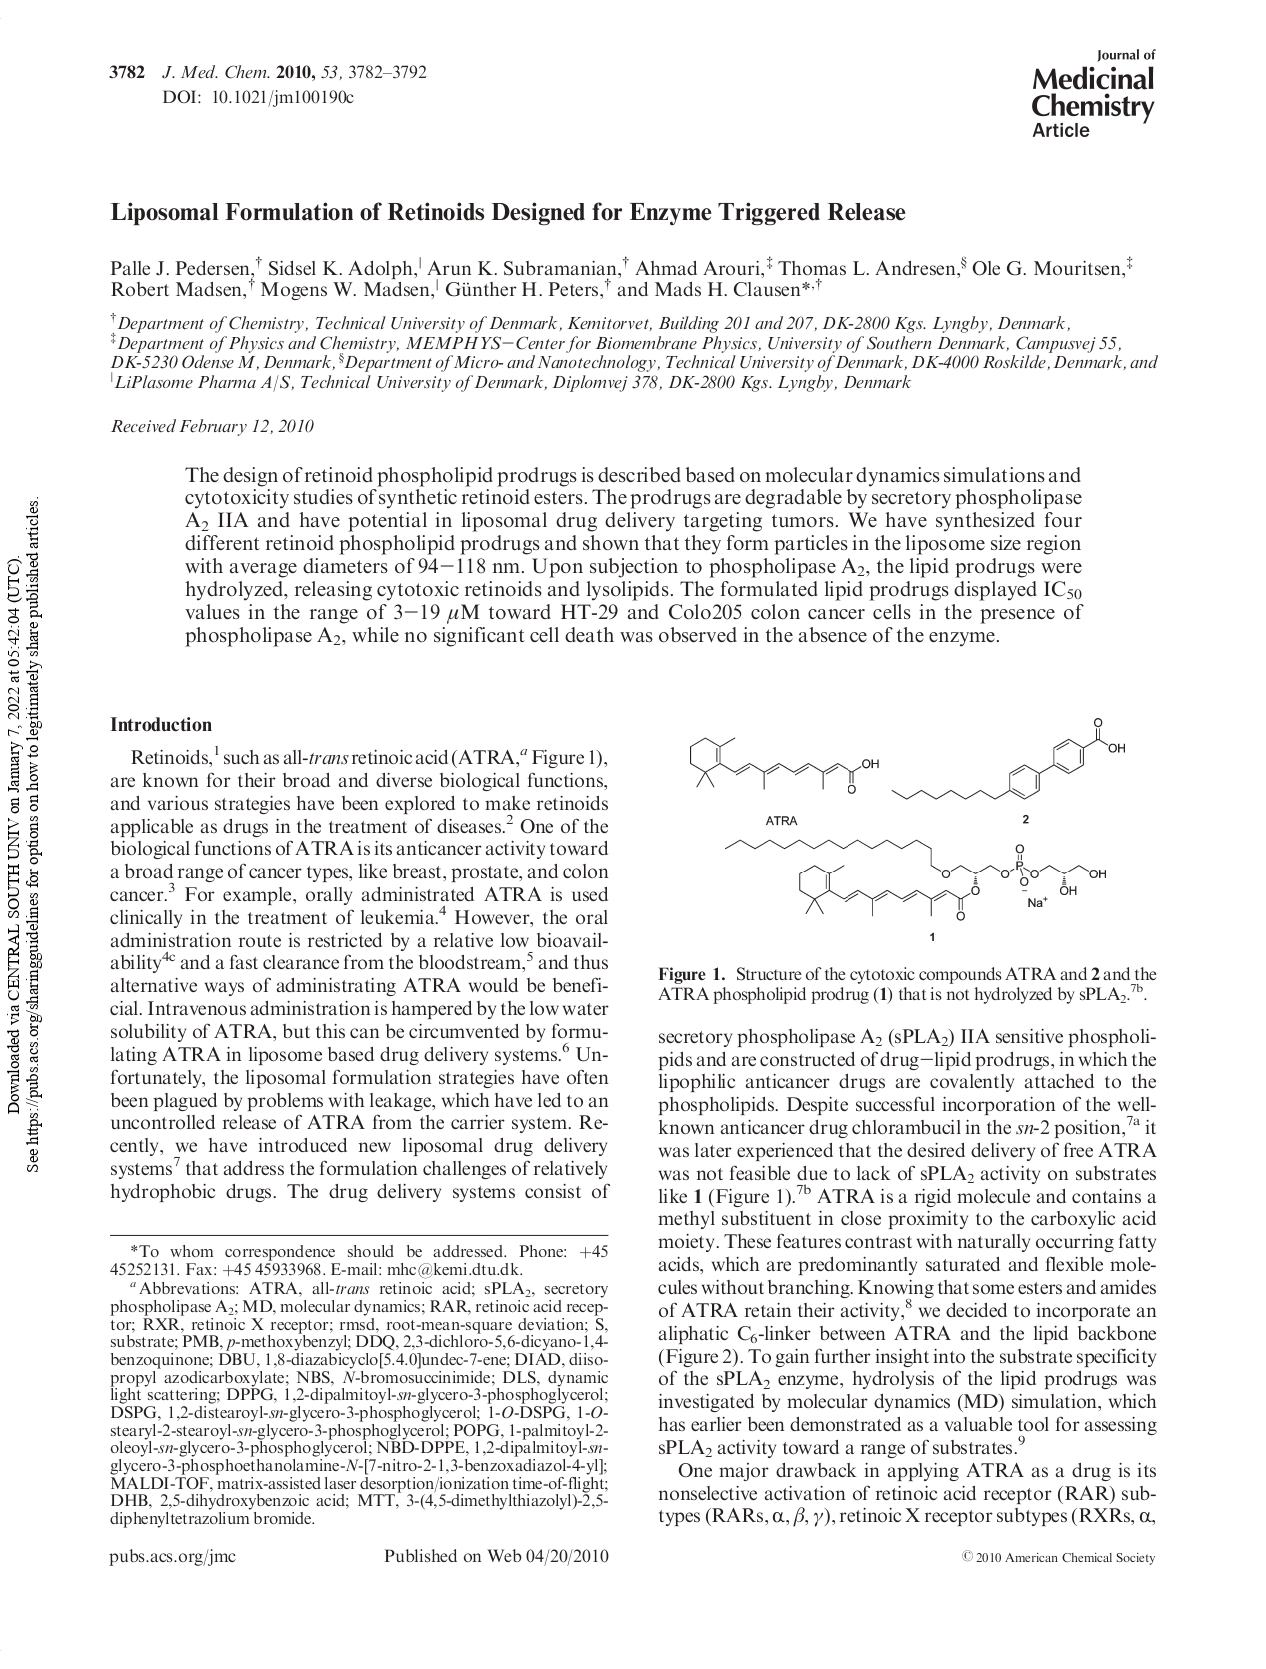 3782 J. Med. Chem. 2010, 53, 3782–3792
DOI: 10.1021/jm100190c
Journal of
Medicinal
Chemistry
Article
Liposomal Formulation of Retinoids Designed for Enzyme Triggered Release
Palle J. Pedersen,† Sidsel K. Adolph,| Arun K. Subramanian,† Ahmad Arouri,‡ Thomas L. Andresen,§ Ole G. Mouritsen,‡
Robert Madsen,† Mogens W. Madsen,| Günther H. Peters,† and Mads H. Clausen*,†
†Department of Chemistry, Technical University of Denmark, Kemitorvet, Building 201 and 207, DK-2800 Kgs. Lyngby, Denmark,
‡Department of Physics and Chemistry, MEMPHYS−Center for Biomembrane Physics, University of Southern Denmark, Campusvej 55,
DK-5230 Odense M, Denmark, §Department of Micro- and Nanotechnology, Technical University of Denmark, DK-4000 Roskilde, Denmark, and
|LiPlasome Pharma A/S, Technical University of Denmark, Diplomvej 378, DK-2800 Kgs. Lyngby, Denmark
Received February 12, 2010
The design of retinoid phospholipid prodrugs is described based on molecular dynamics simulations and
cytotoxicity studies of synthetic retinoid esters. The prodrugs are degradable by secretory phospholipase
A2 IIA and have potential in liposomal drug delivery targeting tumors. We have synthesized four
different retinoid phospholipid prodrugs and shown that they form particles in the liposome size region
with average diameters of 94−118 nm. Upon subjection to phospholipase A2, the lipid prodrugs were
hydrolyzed, releasing cytotoxic retinoids and lysolipids. The formulated lipid prodrugs displayed IC50
values in the range of 3−19 μM toward HT-29 and Colo205 colon cancer cells in the presence of
phospholipase A2, while no significant cell death was observed in the absence of the enzyme.
Introduction
Retinoids,1 such as all-trans retinoic acid (ATRA,a Figure 1),
are known for their broad and diverse biological functions,
and various strategies have been explored to make retinoids
applicable as drugs in the treatment of diseases.2 One of the
biological functions of ATRA is its anticancer activity toward
a broad range of cancer types, like breast, prostate, and colon
cancer.3 For example, orally administrated ATRA is used
clinically in the treatment of leukemia.4 However, the oral
administration route is restricted by a relative low bioavail-
ability4c and a fast clearance from the bloodstream,5 and thus
alternative ways of administrating ATRA would be benefi-
cial. Intravenous administration is hampered by the low water
solubility of ATRA, but this can be circumvented by formu-
lating ATRA in liposome based drug delivery systems.6 Un-
fortunately, the liposomal formulation strategies have often
been plagued by problems with leakage, which have led to an
uncontrolled release of ATRA from the carrier system. Re-
cently, we have introduced new liposomal drug delivery
systems7 that address the formulation challenges of relatively
hydrophobic drugs. The drug delivery systems consist of
*To whom correspondence should be addressed. Phone: +45
45252131. Fax: +45 45933968. E-mail: mhc@kemi.dtu.dk.
a Abbrevations: ATRA, all-trans retinoic acid; sPLA2, secretory
phospholipase A2; MD, molecular dynamics; RAR, retinoic acid recep-
tor; RXR, retinoic X receptor; rmsd, root-mean-square deviation; S,
substrate; PMB, p-methoxybenzyl; DDQ, 2,3-dichloro-5,6-dicyano-1,4-
benzoquinone; DBU, 1,8-diazabicyclo[5.4.0]undec-7-ene; DIAD, diiso-
propyl azodicarboxylate; NBS, N-bromosuccinimide; DLS, dynamic
light scattering; DPPG, 1,2-dipalmitoyl-sn-glycero-3-phosphoglycerol;
DSPG, 1,2-distearoyl-sn-glycero-3-phosphoglycerol; 1-O-DSPG, 1-O-
stearyl-2-stearoyl-sn-glycero-3-phosphoglycerol; POPG, 1-palmitoyl-2-
oleoyl-sn-glycero-3-phosphoglycerol; NBD-DPPE, 1,2-dipalmitoyl-sn-
glycero-3-phosphoethanolamine-N-[7-nitro-2-1,3-benzoxadiazol-4-yl];
MALDI-TOF, matrix-assisted laser desorption/ionization time-of-flight;
DHB, 2,5-dihydroxybenzoic acid; MTT, 3-(4,5-dimethylthiazolyl)-2,5-
diphenyltetrazolium bromide.
OH
O
ATRA
O
OH
2
O
O
O
P
O
O
−
Na+
O
OH
OH
O
1
Figure 1. Structure of the cytotoxic compounds ATRA and 2 and the
ATRA phospholipid prodrug (1) that is not hydrolyzed by sPLA2.7b.
secretory phospholipase A2 (sPLA2) IIA sensitive phospholi-
pids and are constructed of drug−lipid prodrugs, in which the
lipophilic anticancer drugs are covalently attached to the
phospholipids. Despite successful incorporation of the well-
known anticancer drug chlorambucil in the sn-2 position,7a it
was later experienced that the desired delivery of free ATRA
was not feasible due to lack of sPLA2 activity on substrates
like 1 (Figure 1).7b ATRA is a rigid molecule and contains a
methyl substituent in close proximity to the carboxylic acid
moiety. These features contrast with naturally occurring fatty
acids, which are predominantly saturated and flexible mole-
cules without branching. Knowing that some esters and amides
of ATRA retain their activity,8 we decided to incorporate an
aliphatic C6-linker between ATRA and the lipid backbone
(Figure 2). To gain further insight into the substrate specificity
of the sPLA2 enzyme, hydrolysis of the lipid prodrugs was
investigated by molecular dynamics (MD) simulation, which
has earlier been demonstrated as a valuable tool for assessing
sPLA2 activity toward a range of substrates.9
One major drawback in applying ATRA as a drug is its
nonselective activation of retinoic acid receptor (RAR) sub-
types (RARs, α, β, γ), retinoic X receptor subtypes (RXRs, α,
pubs.acs.org/jmc
Published on Web 04/20/2010
© 2010 American Chemical Society
Downloaded via CENTRAL SOUTH UNIV on January 7, 2022 at 05:42:04 (UTC).
See https://pubs.acs.org/sharingguidelines for options on how to legitimately share published articles.